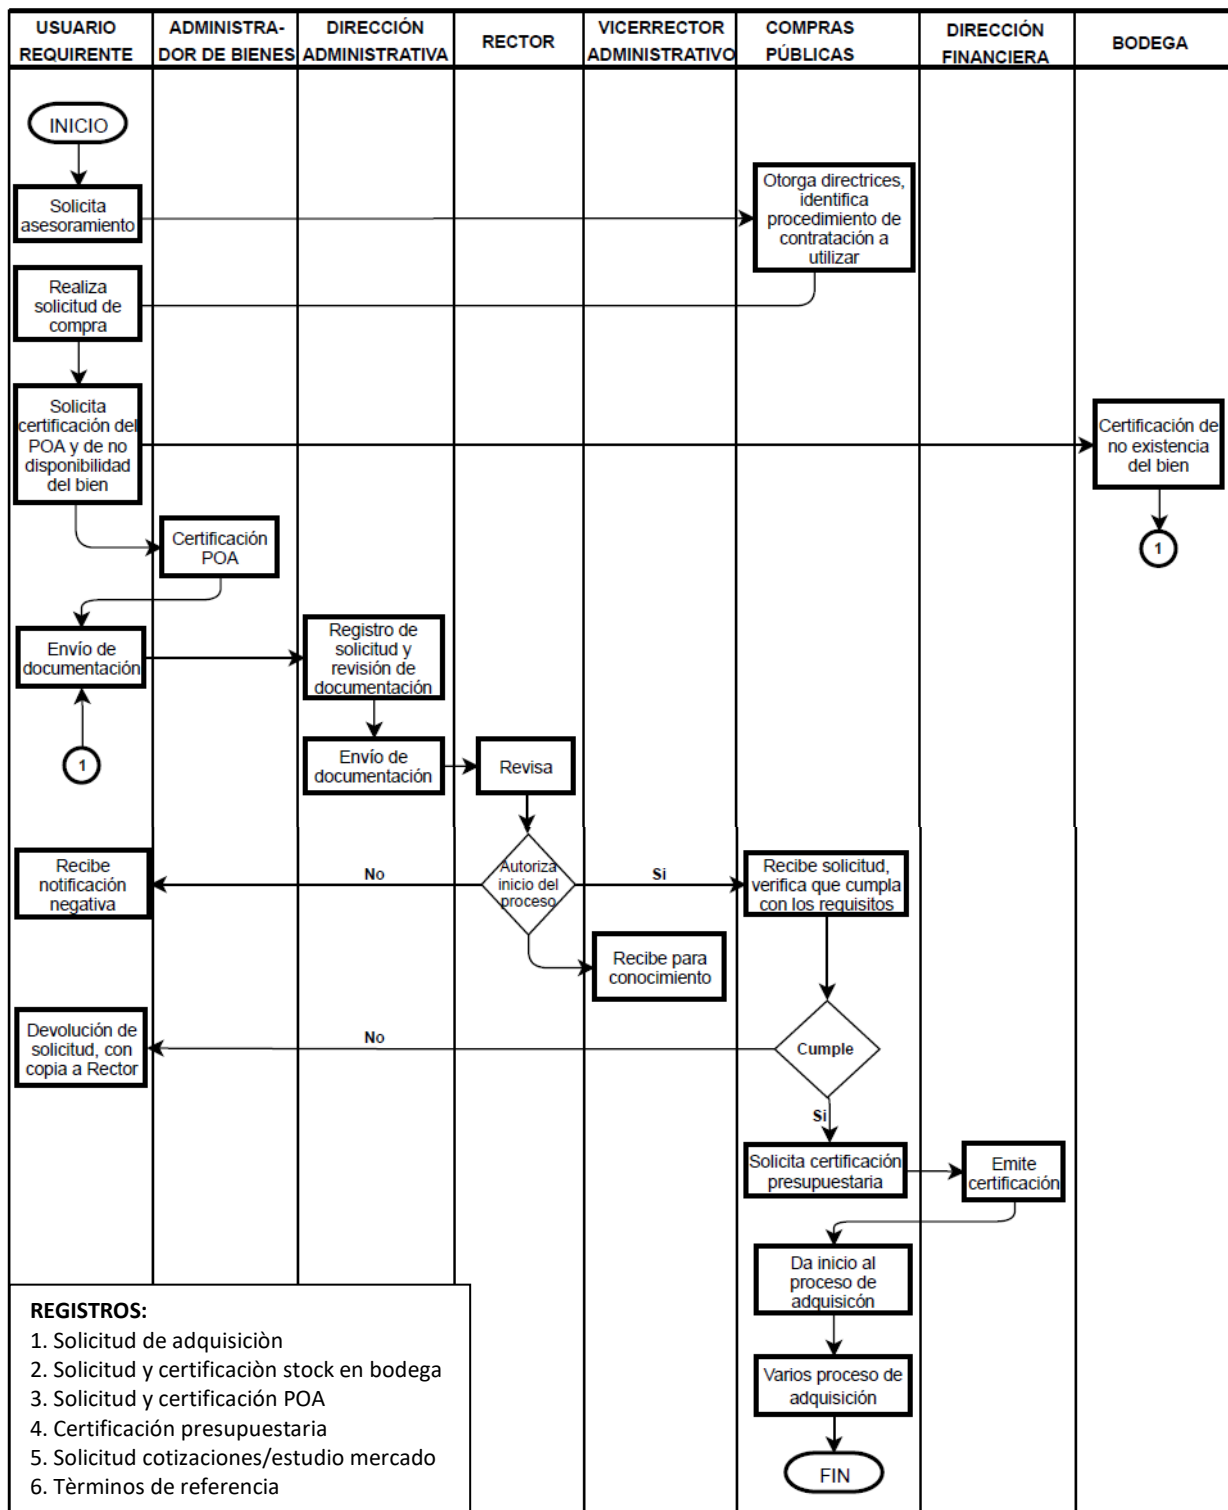 USUARIO
REQUIRENTE
ADMINISTRA-
DOR DE BIENES
DIRECCIÓN
ADMINISTRATIVA
RECTOR
VICERRECTOR
ADMINISTRATIVO
COMPRAS
PÚBLICAS
DIRECCIÓN
FINANCIERA
BODEGA
INICIO
Solicita
asesoramiento
Otorga directrices,
identifica
procedimiento de
contratación a
utilizar
Realiza
solicitud de
compra
Solicita
certificación del
POA y de no
disponibilidad
del bien
Certificación de
no existencia
del bien
1
Certificación
POA
Envío de
documentación
Registro de
solicitud y
revisión de
documentación
1
Envío de
documentación
Revisa
Recibe
notificación
negativa
No
Autoriza
inicio del
proceso
Si
Recibe solicitud,
verifica que cumpla
con los requisitos
Recibe para
conocimiento
Devolución de
solicitud, con
copia a Rector
No
Cumple
Si
Solicita certificación
presupuestaria
Emite
certificación
Da inicio al
proceso de
adquisicón
Varios proceso de
adquisición
FIN
REGISTROS:
1. Solicitud de adquisiciòn
2. Solicitud y certificaciòn stock en bodega
3. Solicitud y certificación POA
4. Certificación presupuestaria
5. Solicitud cotizaciones/estudio mercado
6. Tèrminos de referencia